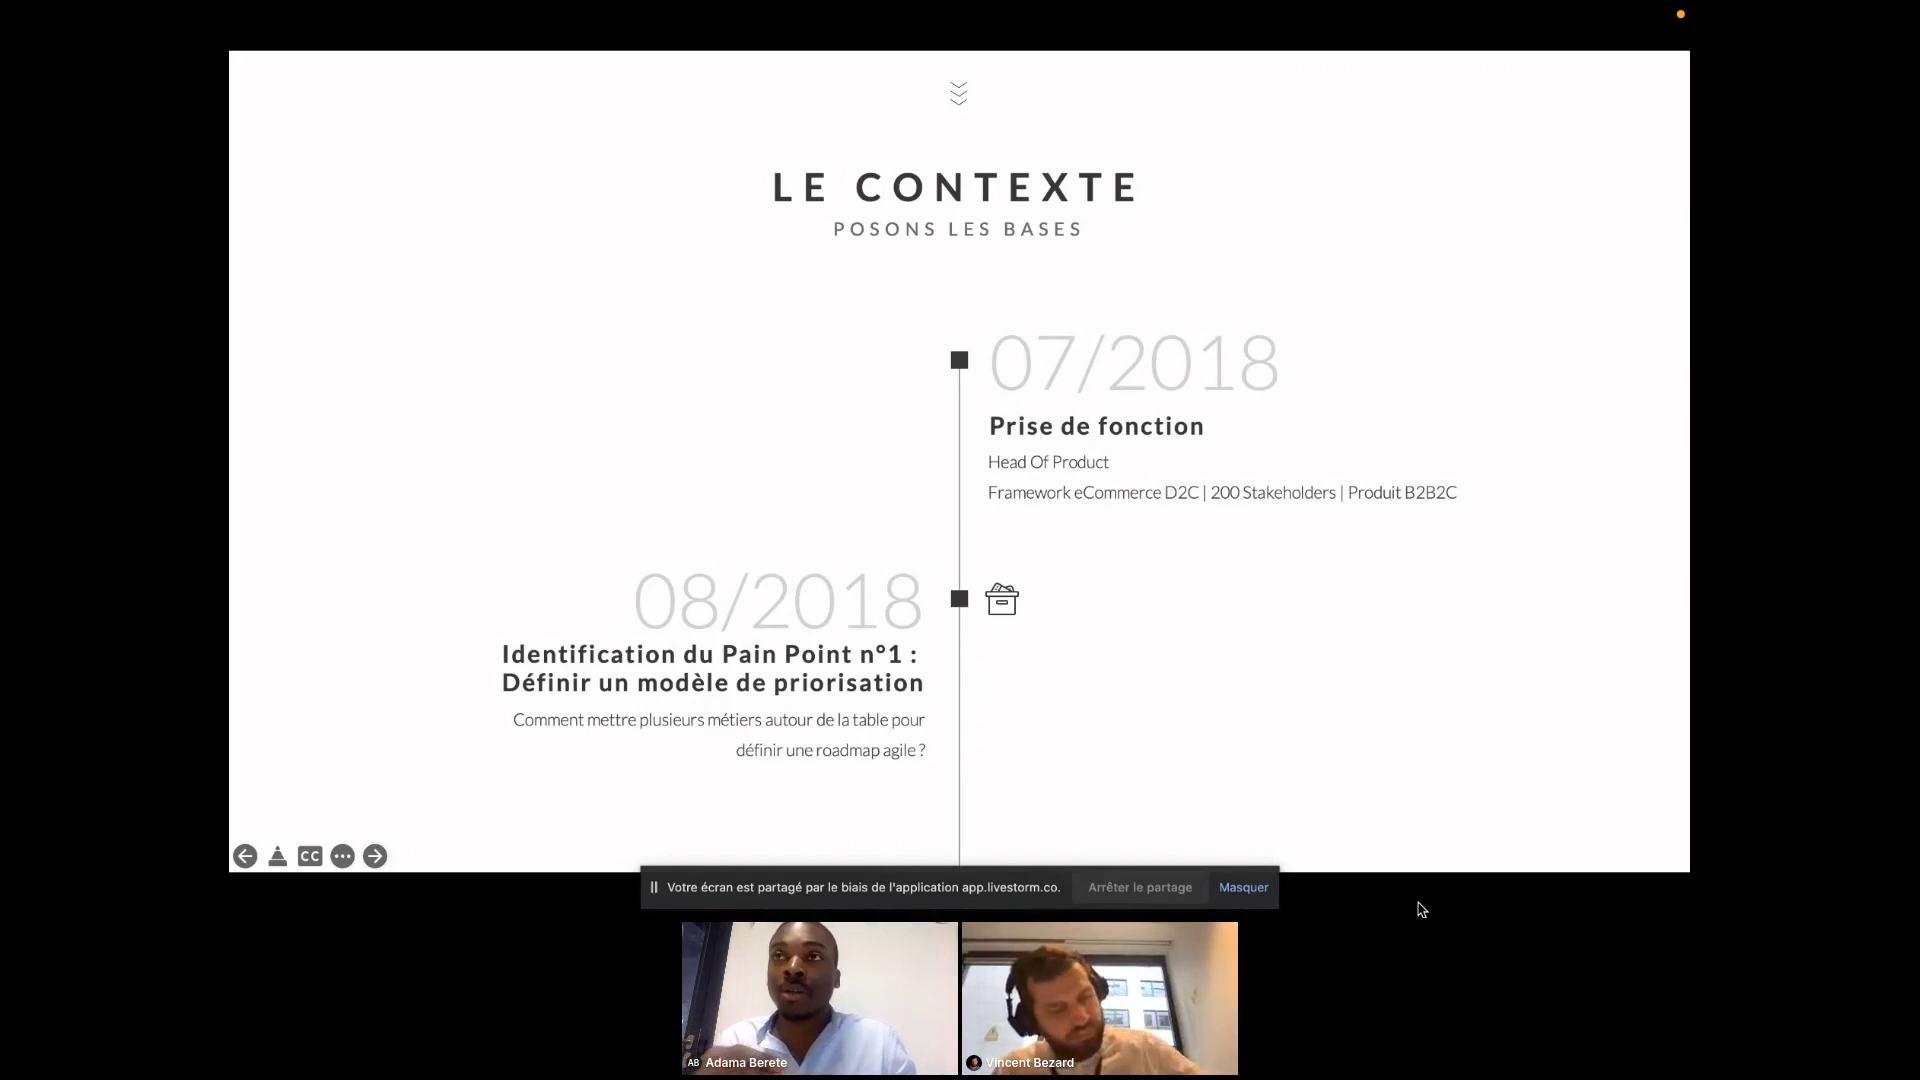 LE CONTEXTE
POSONS LES BASES
07/2018
Prise de fonction
Head Of Product
Framework eCommerce D2C | 200 Stakeholders | Produit B2B2C
08/2018
Identification du Pain Point n°1 :
Définir un modèle de priorisation
Comment mettre plusieurs métiers autour de la table pour
définir une roadmap agile ?
CC
Votre écran est partagé par le biais de l'application app.livestorm.co.
Arrêter le partage
Masquer
AB Adama Berete
Vincent Bezard